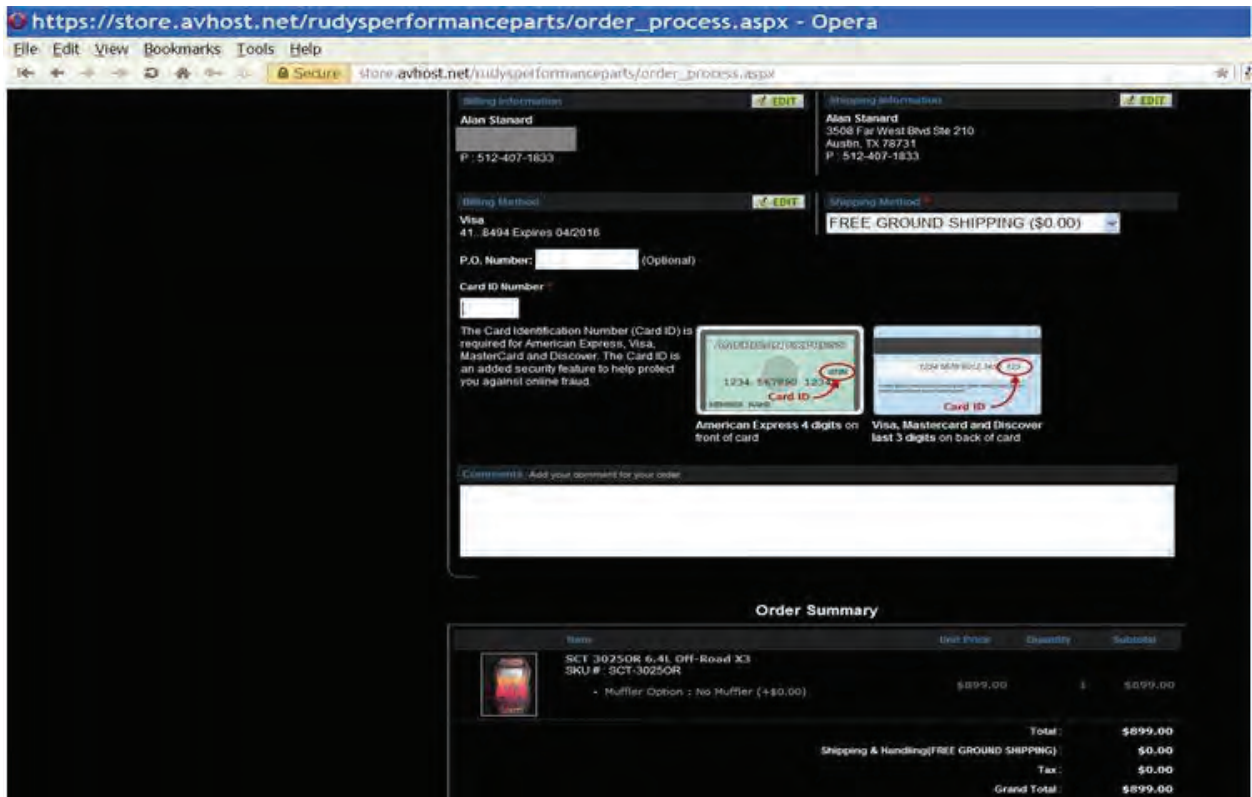 https://store.avhost.net/rudysperformanceparts/order_process.aspx - Opera
File Edit View Bookmarks Tools Help
Secure store.avhost.net/rudysperformanceparts/order_process.aspx
Billing Information EDIT Shipping Information EDIT
Alan Stanard
P : 512-407-1833
Alan Stanard
3508 Far West Blvd Ste 210
Austin, TX 78731
P : 512-407-1833
Billing Method EDIT
Visa
41...8494 Expires 04/2016
Shipping Method *
FREE GROUND SHIPPING ($0.00)
P.O. Number: (Optional)
Card ID Number *
The Card Identification Number (Card ID) is
required for American Express, Visa,
MasterCard and Discover. The Card ID is
an added security feature to help protect
you against online fraud.
1234 567890 1234
Card ID
American Express 4 digits on
front of card
Card ID
Visa, Mastercard and Discover
last 3 digits on back of card
Comments Add your comment for your order
Order Summary
Item Unit Price Quantity Subtotal
SCT 3025OR 6.4L Off-Road X3
SKU # : SCT-3025OR
• Muffler Option : No Muffler (+$0.00)
$899.00 1 $899.00
Total : $899.00
Shipping & Handling(FREE GROUND SHIPPING) $0.00
Tax : $0.00
Grand Total : $899.00